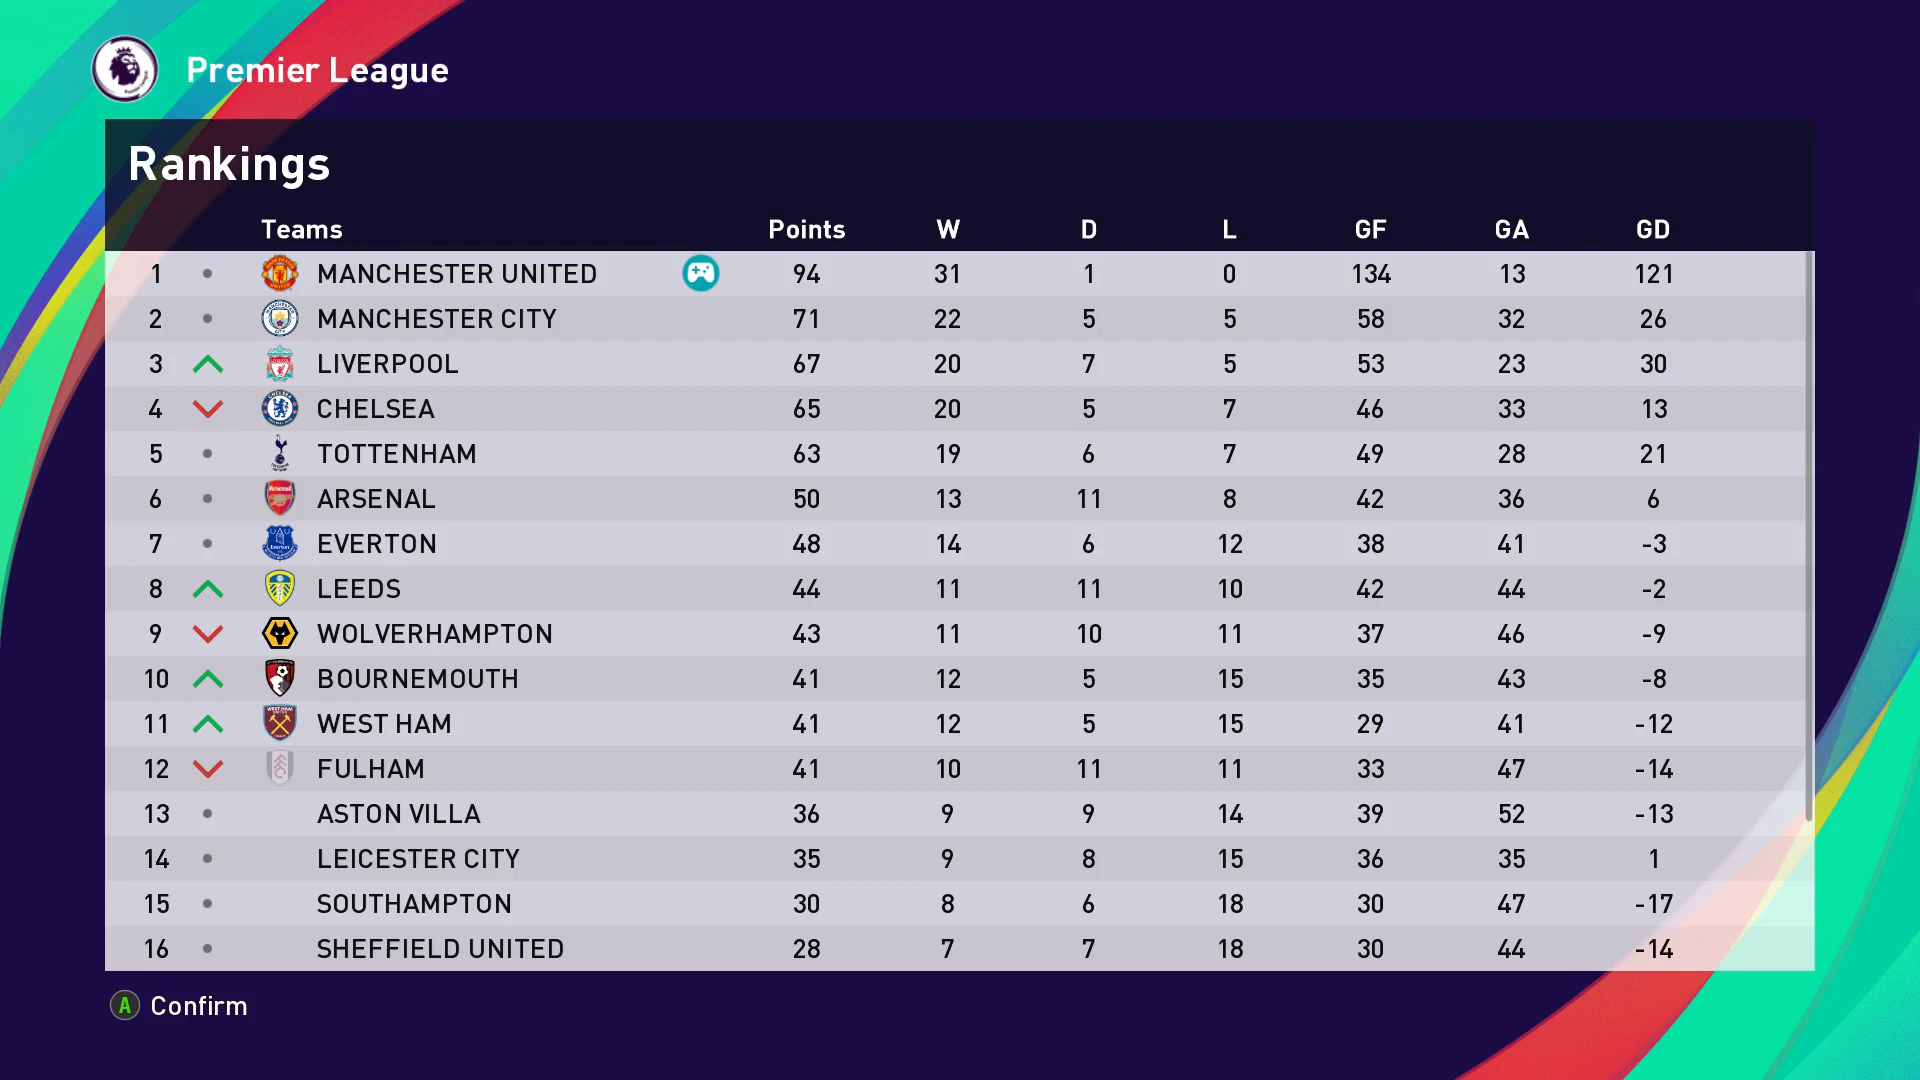 Premier League
Rankings
Teams Points W D L GF GA GD
1 MANCHESTER UNITED 94 31 1 0 134 13 121
2 MANCHESTER CITY 71 22 5 5 58 32 26
3 LIVERPOOL 67 20 7 5 53 23 30
4 CHELSEA 65 20 5 7 46 33 13
5 TOTTENHAM 63 19 6 7 49 28 21
6 ARSENAL 50 13 11 8 42 36 6
7 EVERTON 48 14 6 12 38 41 -3
8 LEEDS 44 11 11 10 42 44 -2
9 WOLVERHAMPTON 43 11 10 11 37 46 -9
10 BOURNEMOUTH 41 12 5 15 35 43 -8
11 WEST HAM 41 12 5 15 29 41 -12
12 FULHAM 41 10 11 11 33 47 -14
13 ASTON VILLA 36 9 9 14 39 52 -13
14 LEICESTER CITY 35 9 8 15 36 35 1
15 SOUTHAMPTON 30 8 6 18 30 47 -17
16 SHEFFIELD UNITED 28 7 7 18 30 44 -14
A Confirm